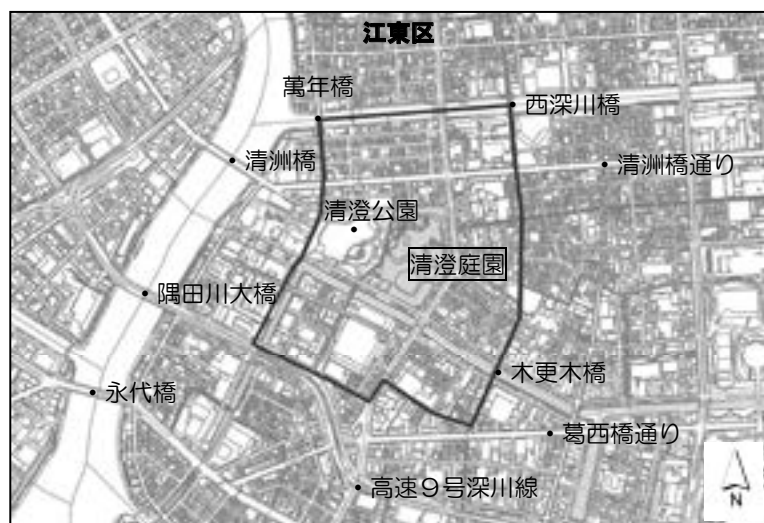 江東区
萬年橋
西深川橋
清洲橋
清洲橋通り
清澄公園
清澄庭園
隅田川大橋
木更木橋
永代橋
葛西橋通り
高速9号深川線
N